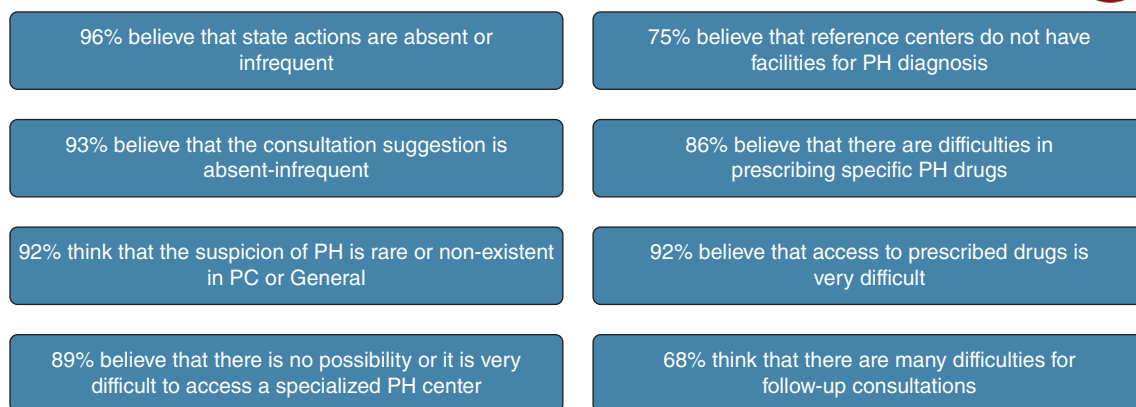 96% believe that state actions are absent or
infrequent
75% believe that reference centers do not have
facilities for PH diagnosis
93% believe that the consultation suggestion is
absent-infrequent
86% believe that there are difficulties in
prescribing specific PH drugs
92% think that the suspicion of PH is rare or non-existent
in PC or General
92% believe that access to prescribed drugs is
very difficult
89% believe that there is no possibility or it is very
difficult to access a specialized PH center
68% think that there are many difficulties for
follow-up consultations